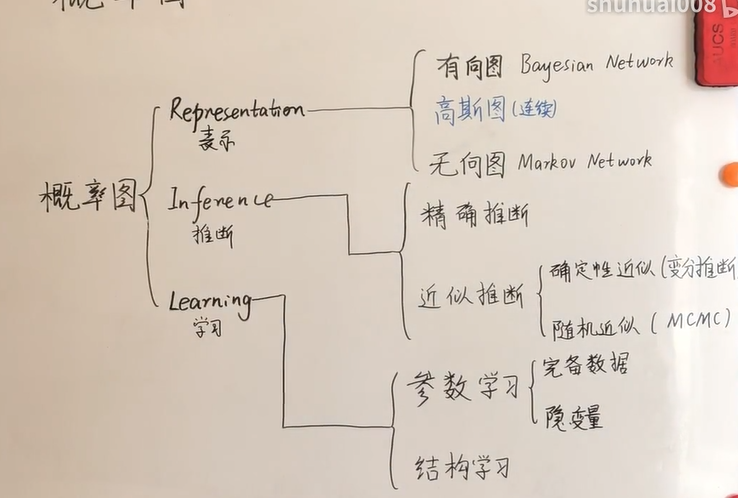 shuhuai008
概率图
Representation
表示
有向图 Bayesian Network
高斯图(连续)
无向图 Markov Network
概率图
Inference
推断
精确推断
近似推断
确定性近似(变分推断
随机近似(MCMC)
Learning
学习
参数学习
完备数据
隐变量
结构学习